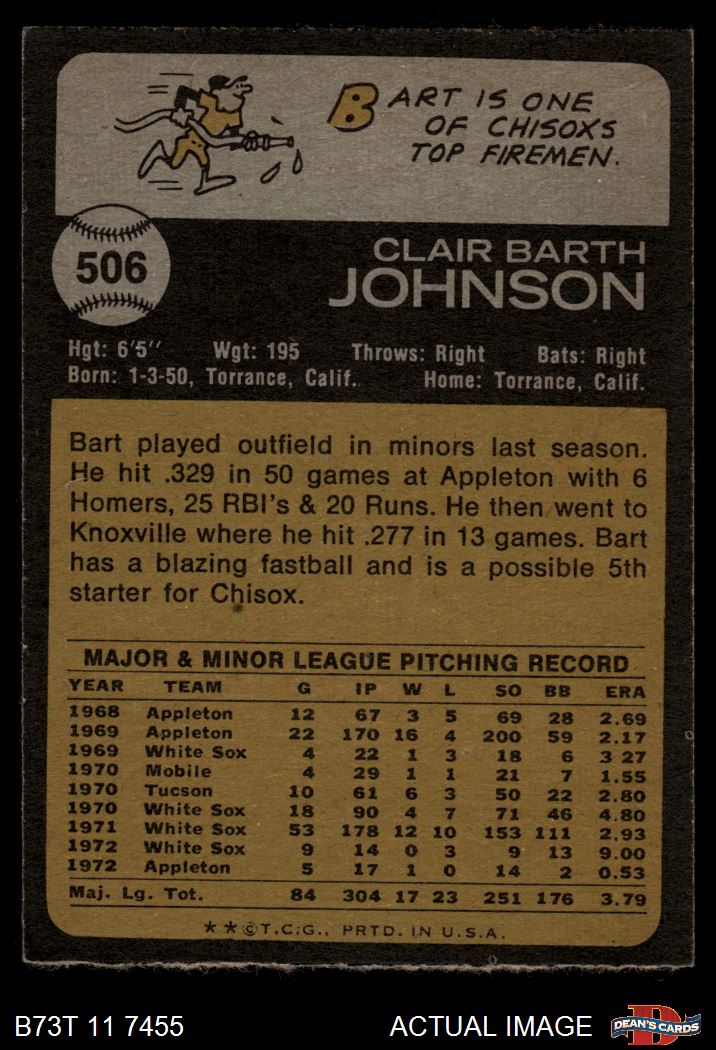 BART IS ONE
OF CHISOXS
TOP FIREMEN.
506
CLAIR BARTH
JOHNSON
Hgt: 6'5" Wgt: 195 Throws: Right Bats: Right
Born: 1-3-50, Torrance, Calif. Home: Torrance, Calif.
Bart played outfield in minors last season.
He hit .329 in 50 games at Appleton with 6
Homers, 25 RBI's & 20 Runs. He then went to
Knoxville where he hit .277 in 13 games. Bart
has a blazing fastball and is a possible 5th
starter for Chisox.
MAJOR & MINOR LEAGUE PITCHING RECORD
YEAR TEAM G IP W L SO BB ERA
1968 Appleton 12 67 3 5 69 28 2.69
1969 Appleton 22 170 16 4 200 59 2.17
1969 White Sox 4 22 1 3 18 6 3 27
1970 Mobile 4 29 1 1 21 7 1.55
1970 Tucson 10 61 6 3 50 22 2.80
1970 White Sox 18 90 4 7 71 46 4.80
1971 White Sox 53 178 12 10 153 111 2.93
1972 White Sox 9 14 0 3 9 13 9.00
1972 Appleton 5 17 1 0 14 2 0.53
Maj. Lg. Tot. 84 304 17 23 251 176 3.79
**©T.C.G.. PRTD. IN U.S.A.
B73T 11 7455 ACTUAL IMAGE DEAN'S CARDS